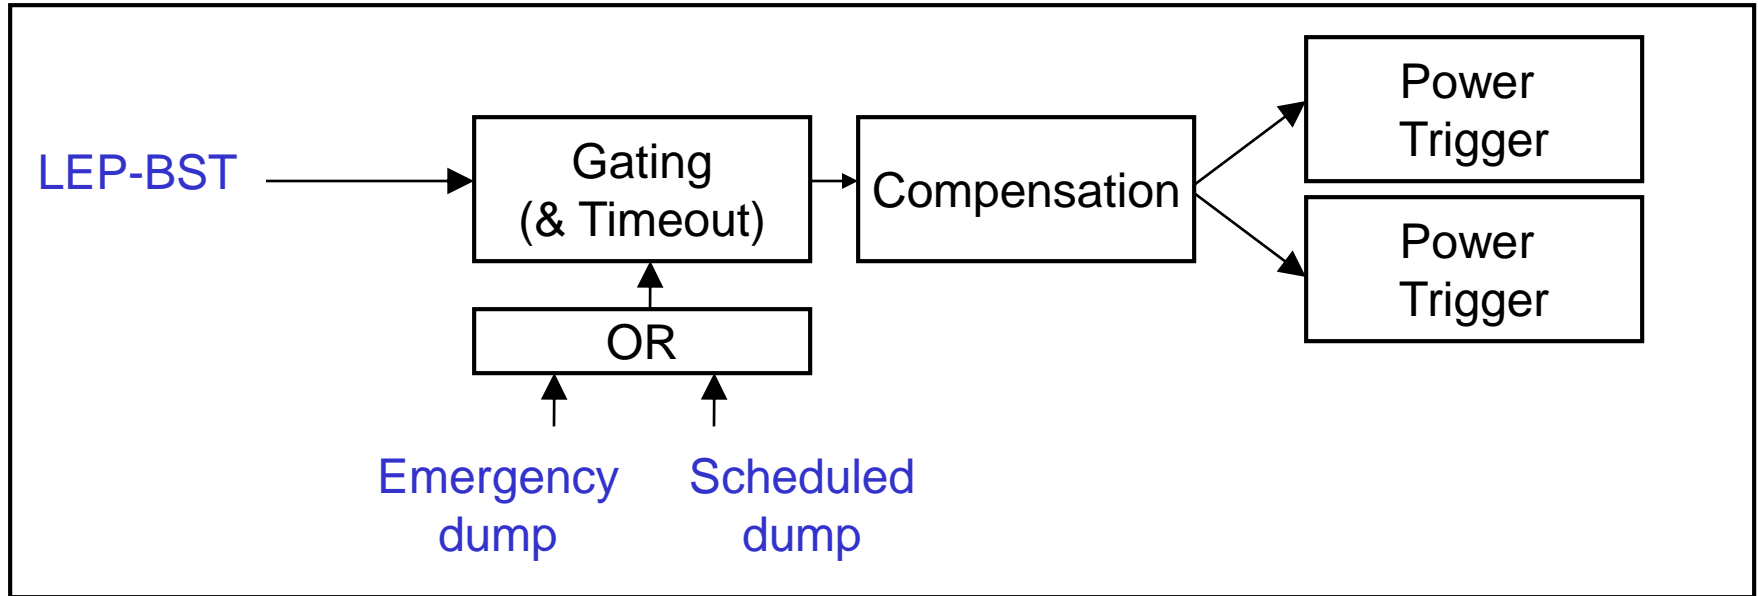 LEP-BST
Gating
(& Timeout)
Compensation
Power
Trigger
Power
Trigger
OR
Emergency
dump
Scheduled
dump